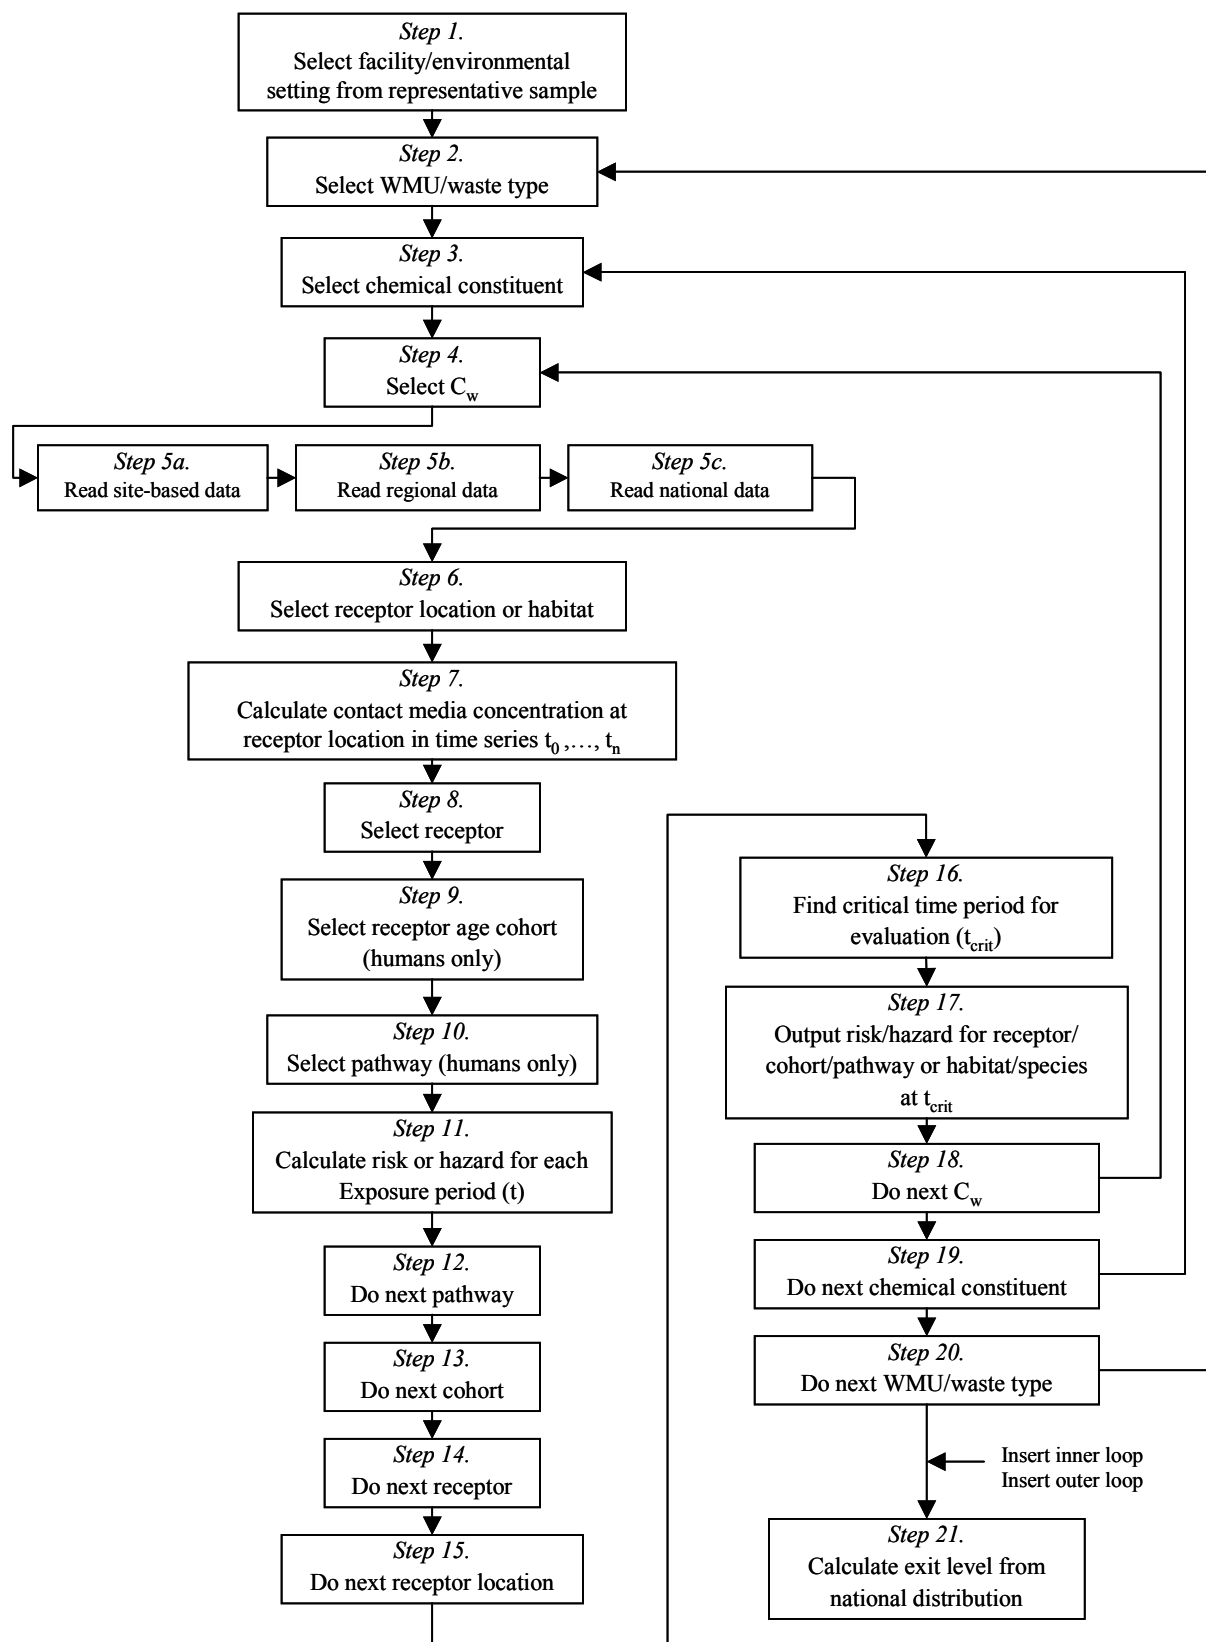 Step 1.
Select facility/environmental
setting from representative sample
Step 2.
Select WMU/waste type
Step 3.
Select chemical constituent
Step 4.
Select Cw
Step 5a.
Read site-based data
Step 5b.
Read regional data
Step 5c.
Read national data
Step 6.
Select receptor location or habitat
Step 7.
Calculate contact media concentration at
receptor location in time series t0 ,…, tn
Step 8.
Select receptor
Step 9.
Select receptor age cohort
(humans only)
Step 10.
Select pathway (humans only)
Step 11.
Calculate risk or hazard for each
Exposure period (t)
Step 12.
Do next pathway
Step 13.
Do next cohort
Step 14.
Do next receptor
Step 15.
Do next receptor location
Step 16.
Find critical time period for
evaluation (tcrit)
Step 17.
Output risk/hazard for receptor/
cohort/pathway or habitat/species
at tcrit
Step 18.
Do next Cw
Step 19.
Do next chemical constituent
Step 20.
Do next WMU/waste type
Insert inner loop
Insert outer loop
Step 21.
Calculate exit level from
national distribution